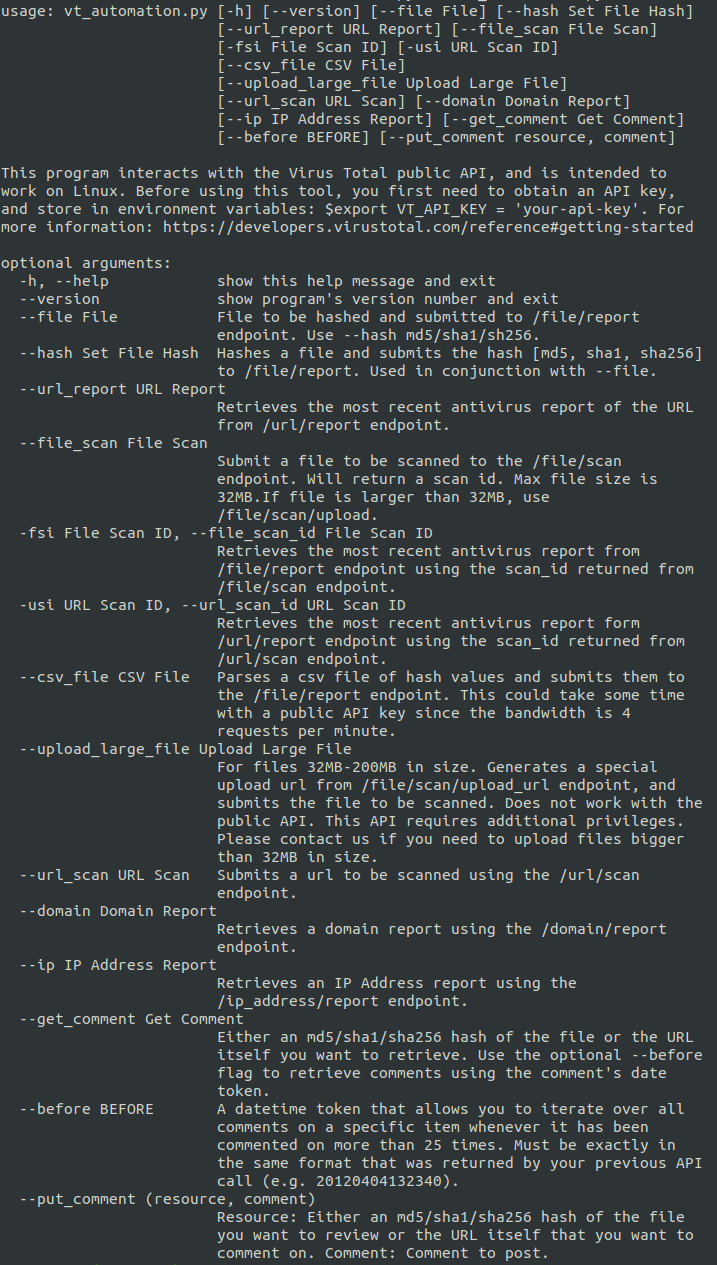 usage: vt_automation.py [-h] [--version] [--file File] [--hash Set File Hash]
[--url_report URL Report] [--file_scan File Scan]
[-fsi File Scan ID] [-usi URL Scan ID]
[--csv_file CSV File]
[--upload_large_file Upload Large File]
[--url_scan URL Scan] [--domain Domain Report]
[--ip IP Address Report] [--get_comment Get Comment]
[--before BEFORE] [--put_comment resource, comment]
This program interacts with the Virus Total public API, and is intended to
work on Linux. Before using this tool, you first need to obtain an API key,
and store in environment variables: $export VT_API_KEY = 'your-api-key'. For
more information: https://developers.virustotal.com/reference#getting-started
optional arguments:
-h, --help show this help message and exit
--version show program's version number and exit
--file File File to be hashed and submitted to /file/report
endpoint. Use --hash md5/sha1/sh256.
--hash Set File Hash Hashes a file and submits the hash [md5, sha1, sha256]
to /file/report. Used in conjunction with --file.
--url_report URL Report
Retrieves the most recent antivirus report of the URL
from /url/report endpoint.
--file_scan File Scan
Submit a file to be scanned to the /file/scan
endpoint. Will return a scan id. Max file size is
32MB.If file is larger than 32MB, use
/file/scan/upload.
-fsi File Scan ID, --file_scan_id File Scan ID
Retrieves the most recent antivirus report from
/file/report endpoint using the scan_id returned from
/file/scan endpoint.
-usi URL Scan ID, --url_scan_id URL Scan ID
Retrieves the most recent antivirus report form
/url/report endpoint using the scan_id returned from
/url/scan endpoint.
--csv_file CSV File Parses a csv file of hash values and submits them to
the /file/report endpoint. This could take some time
with a public API key since the bandwidth is 4
requests per minute.
--upload_large_file Upload Large File
For files 32MB-200MB in size. Generates a special
upload url from /file/scan/upload_url endpoint, and
submits the file to be scanned. Does not work with the
public API. This API requires additional privileges.
Please contact us if you need to upload files bigger
than 32MB in size.
--url_scan URL Scan Submits a url to be scanned using the /url/scan
endpoint.
--domain Domain Report
Retrieves a domain report using the /domain/report
endpoint.
--ip IP Address Report
Retrieves an IP Address report using the
/ip_address/report endpoint.
--get_comment Get Comment
Either an md5/sha1/sha256 hash of the file or the URL
itself you want to retrieve. Use the optional --before
flag to retrieve comments using the comment's date
token.
--before BEFORE A datetime token that allows you to iterate over all
comments on a specific item whenever it has been
commented on more than 25 times. Must be exactly in
the same format that was returned by your previous API
call (e.g. 20120404132340).
--put_comment (resource, comment)
Resource: Either an md5/sha1/sha256 hash of the file
you want to review or the URL itself that you want to
comment on. Comment: Comment to post.